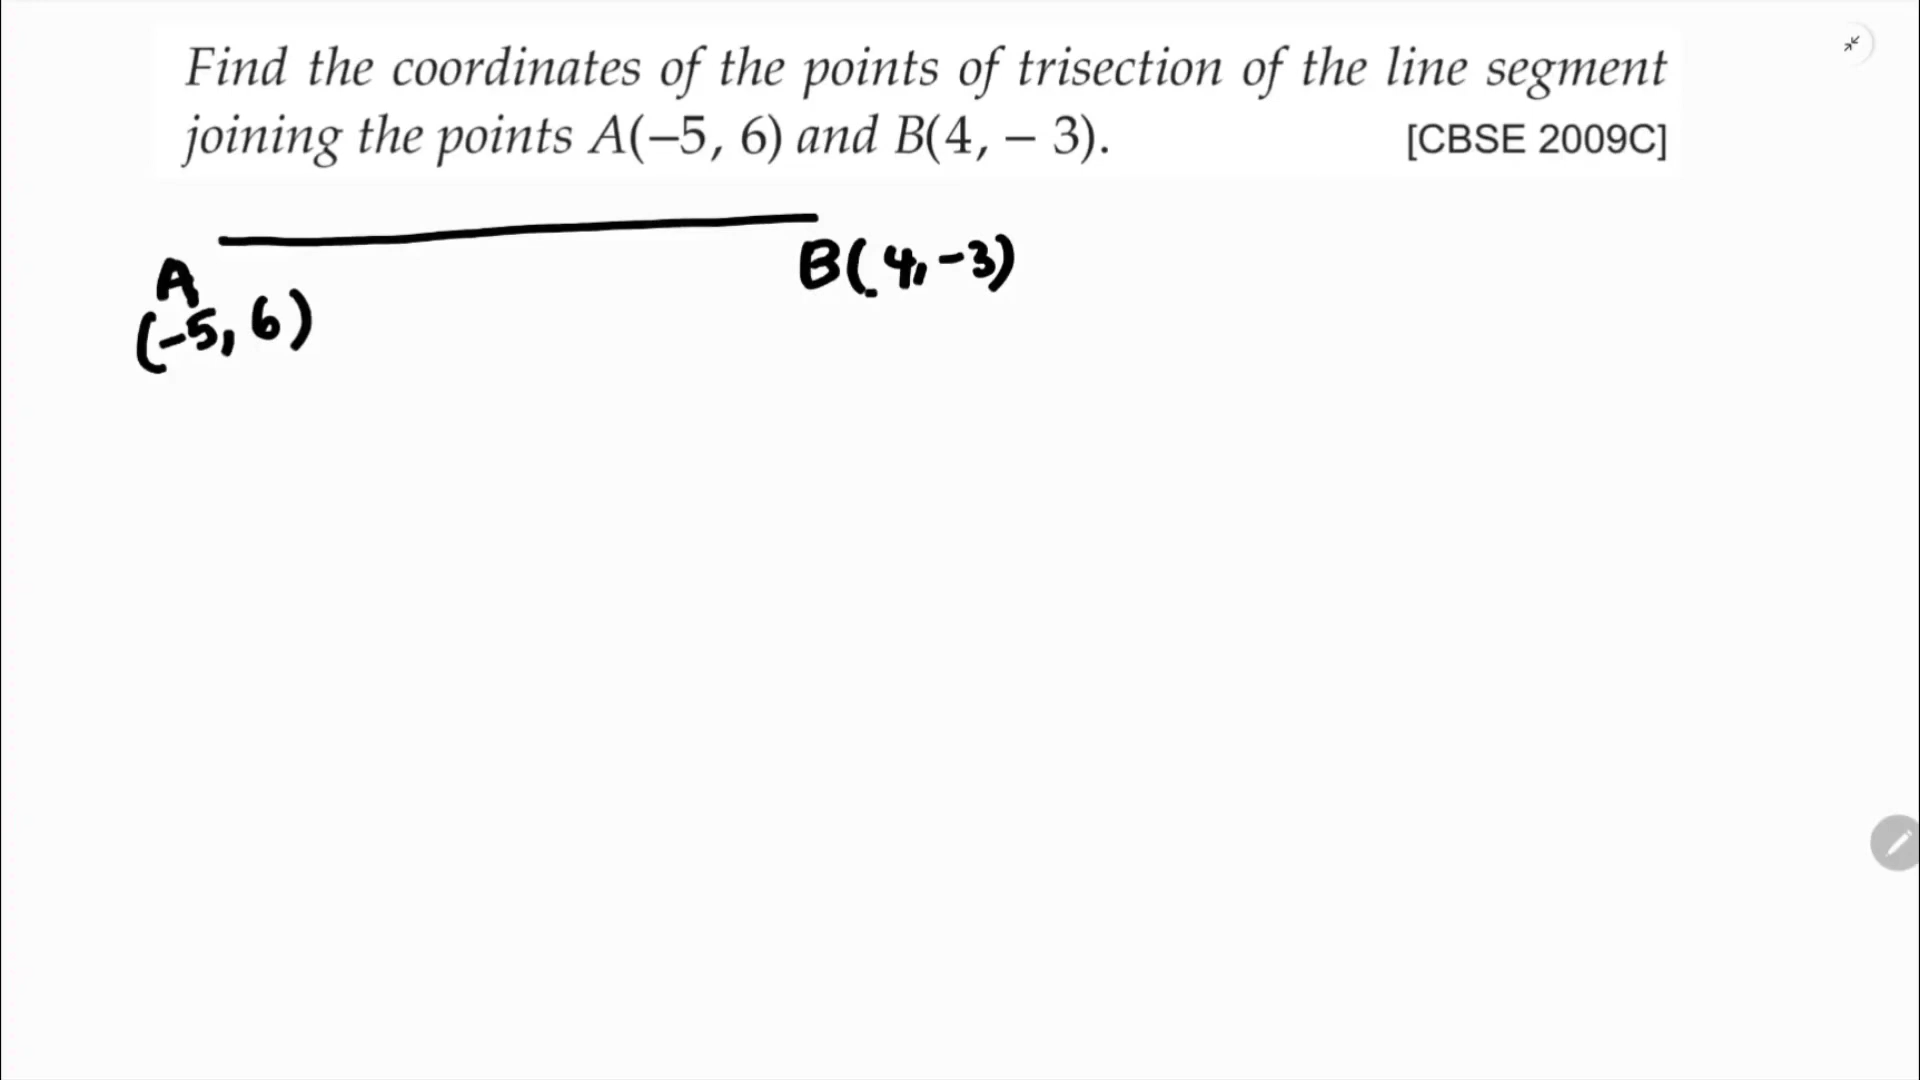 Find the coordinates of the points of trisection of the line segment
joining the points A(–5, 6) and B(4, – 3). [CBSE 2009C]
A
(-5, 6)
B(4, -3)